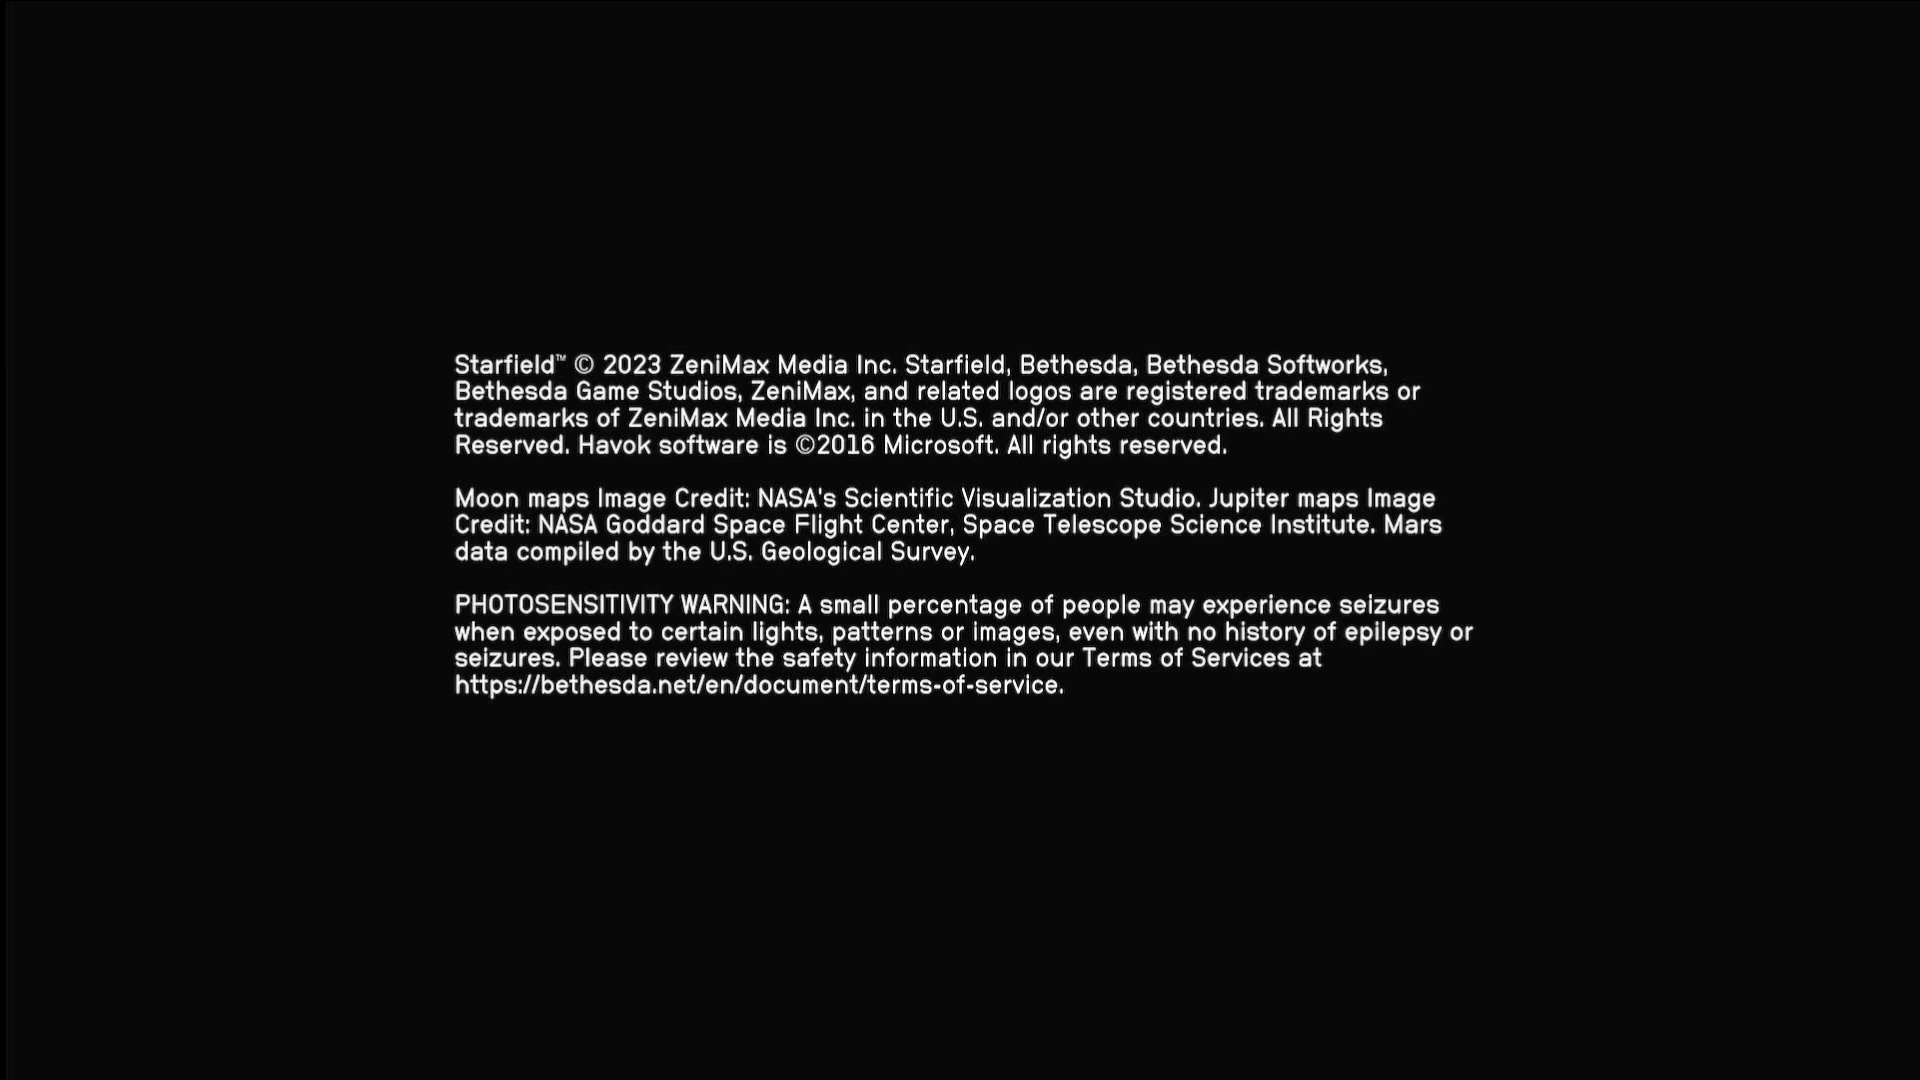 Starfield™ © 2023 ZeniMax Media Inc. Starfield, Bethesda, Bethesda Softworks,
Bethesda Game Studios, ZeniMax, and related logos are registered trademarks or
trademarks of ZeniMax Media Inc. in the U.S. and/or other countries. All Rights
Reserved. Havok software is ©2016 Microsoft. All rights reserved.
Moon maps Image Credit: NASA's Scientific Visualization Studio. Jupiter maps Image
Credit: NASA Goddard Space Flight Center, Space Telescope Science Institute. Mars
data compiled by the U.S. Geological Survey.
PHOTOSENSITIVITY WARNING: A small percentage of people may experience seizures
when exposed to certain lights, patterns or images, even with no history of epilepsy or
seizures. Please review the safety information in our Terms of Services at
https://bethesda.net/en/document/terms-of-service.